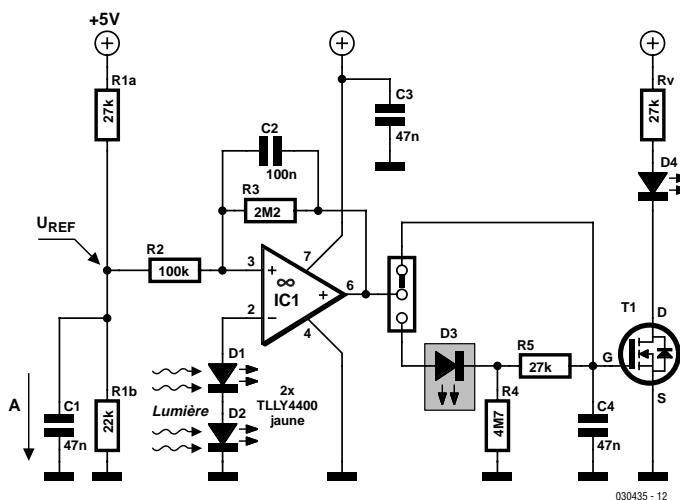 +5V
R1a
27k
C3
47n
Rv
27k
C2
100n
D4
R3
2M2
UREF
R2
100k
3
+
7
∞
IC1
+
6
2
−
4
T1
D
D3
R5
27k
G
S
D1
Lumière
D2
2x
TLLY4400
jaune
R4
4M7
C4
47n
A
C1
47n
R1b
22k
030435 - 12